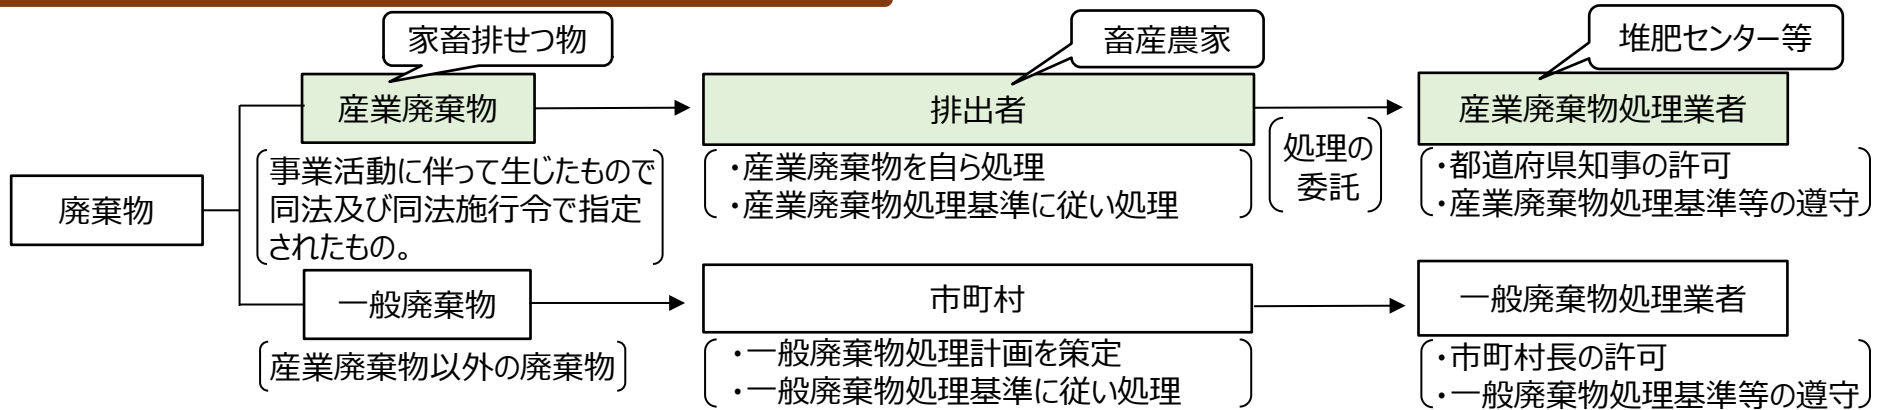 家畜排せつ物
畜産農家
堆肥センター等
産業廃棄物
排出者
産業廃棄物処理業者
事業活動に伴って生じたもので
同法及び同法施行令で指定
されたもの。
・産業廃棄物を自ら処理
・産業廃棄物処理基準に従い処理
処理の
委託
・都道府県知事の許可
・産業廃棄物処理基準等の遵守
廃棄物
一般廃棄物
市町村
一般廃棄物処理業者
産業廃棄物以外の廃棄物
・一般廃棄物処理計画を策定
・一般廃棄物処理基準に従い処理
・市町村長の許可
・一般廃棄物処理基準等の遵守